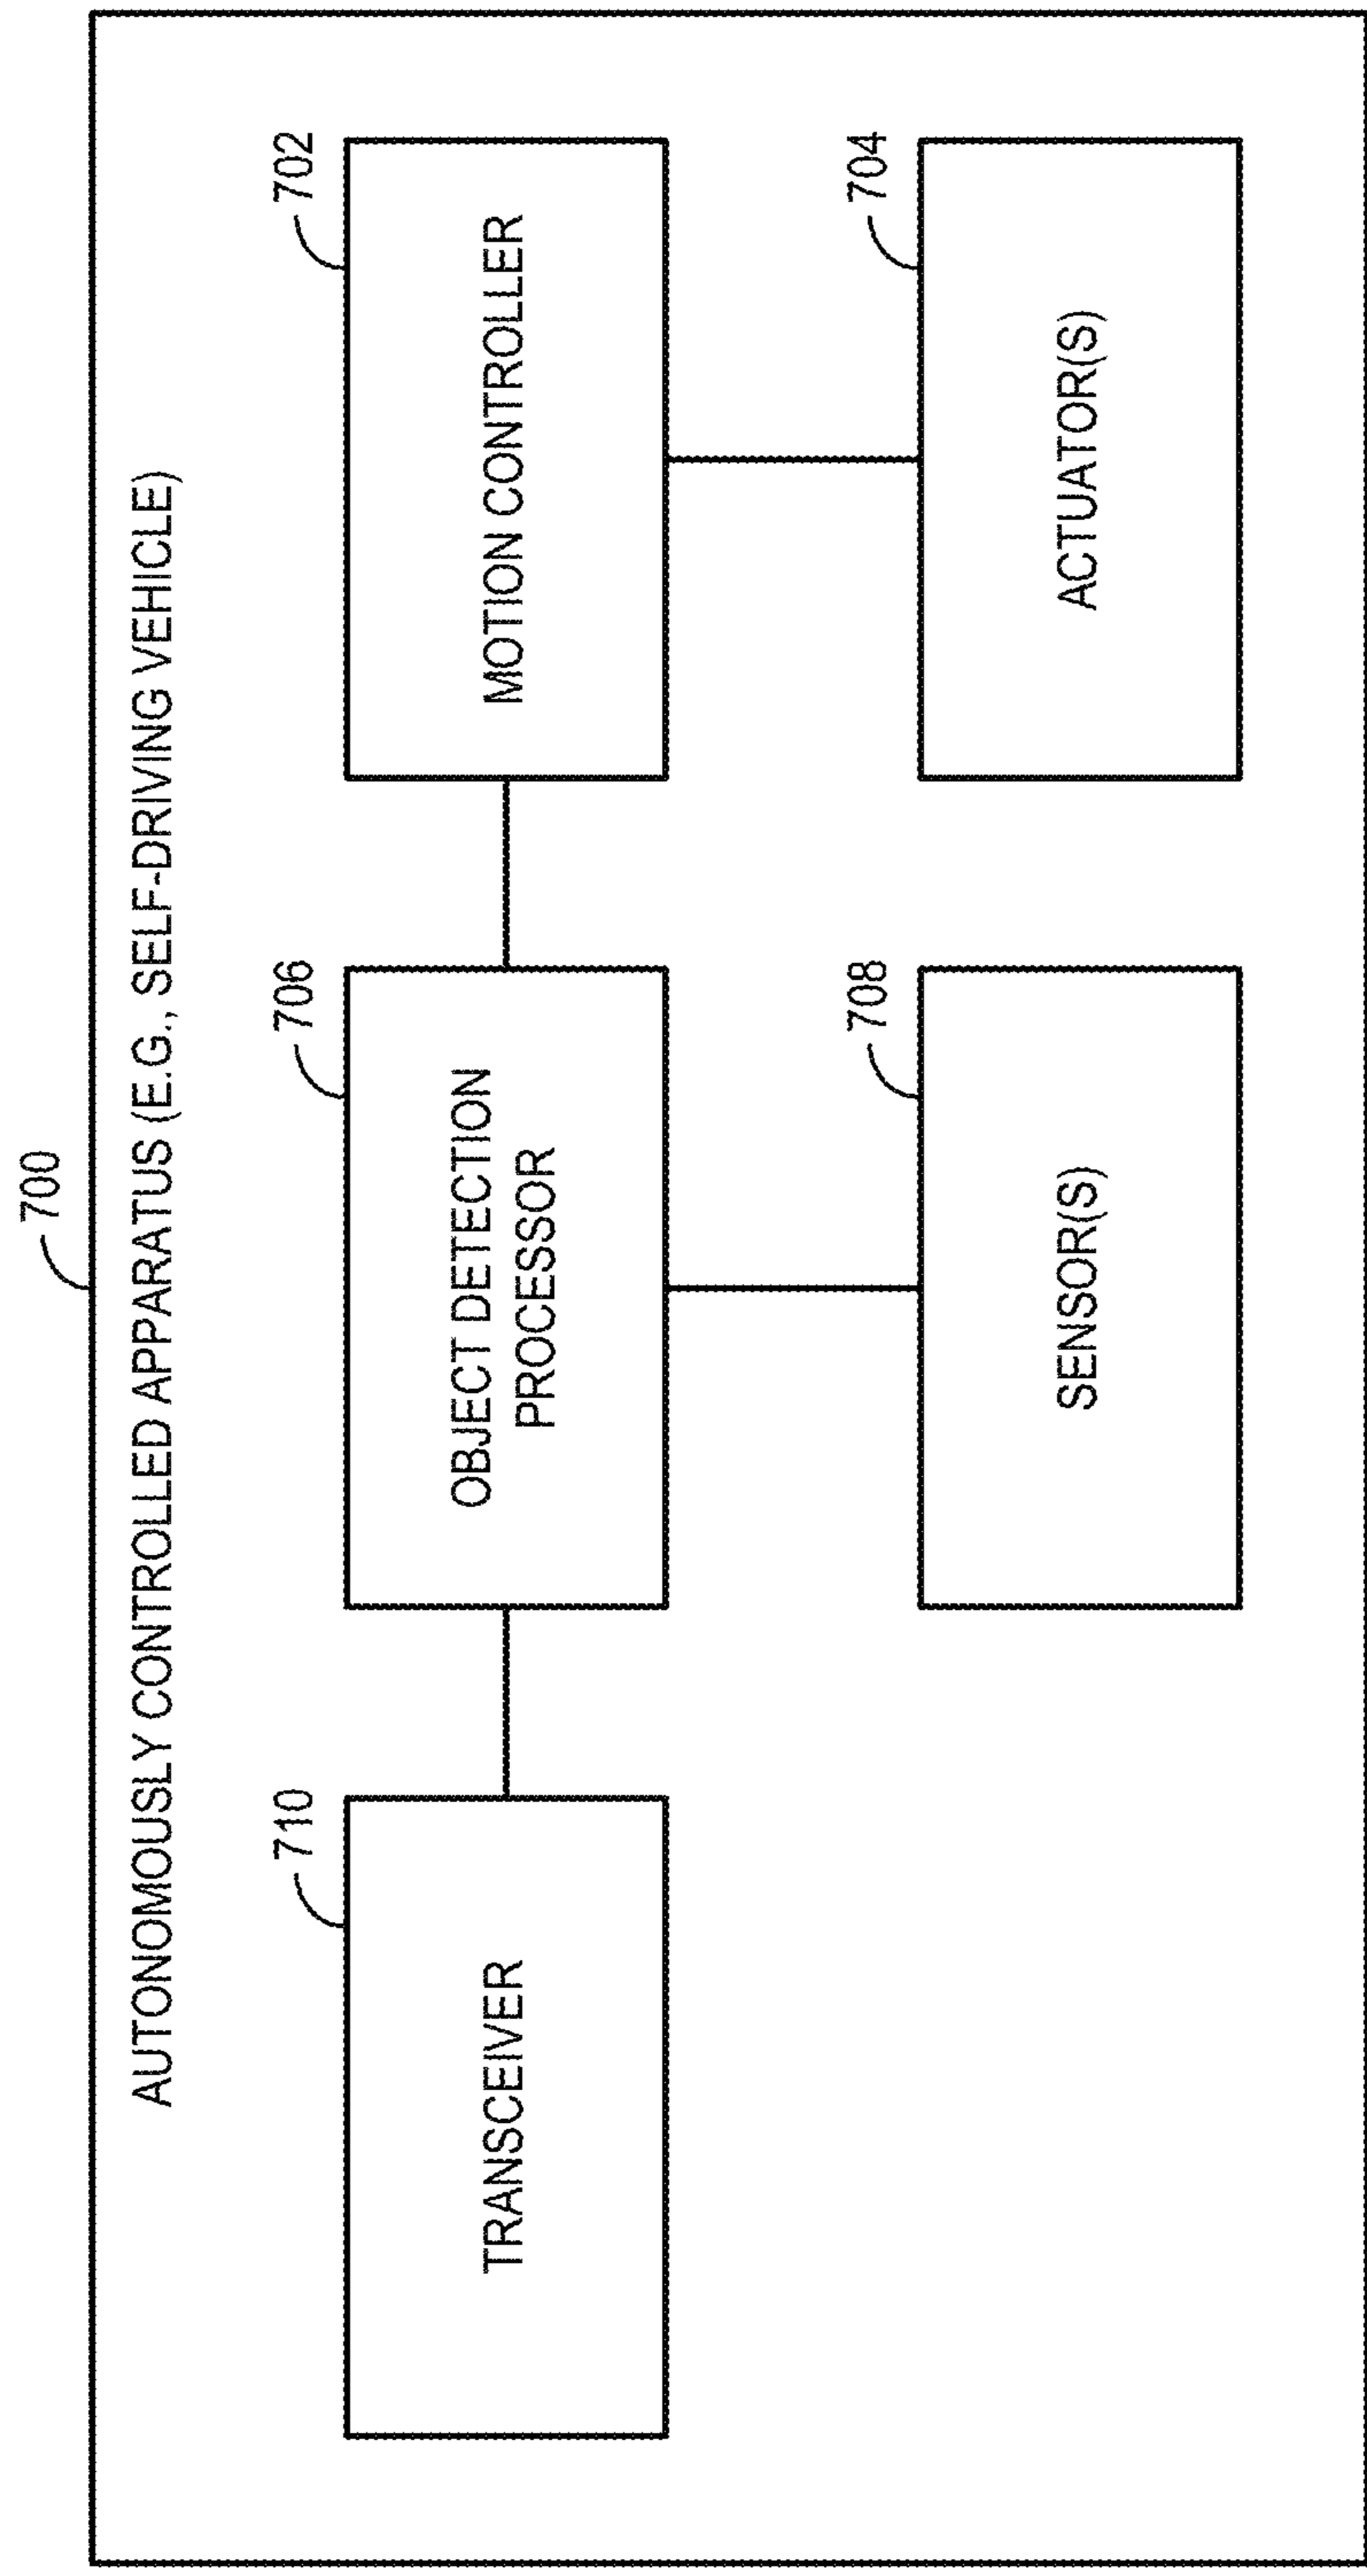 700
AUTONOMOUSLY CONTROLLED APPARATUS (E.G., SELF-DRIVING VEHICLE)
710
TRANSCEIVER
706
OBJECT DETECTION
PROCESSOR
702
MOTION CONTROLLER
708
SENSOR(S)
704
ACTUATOR(S)